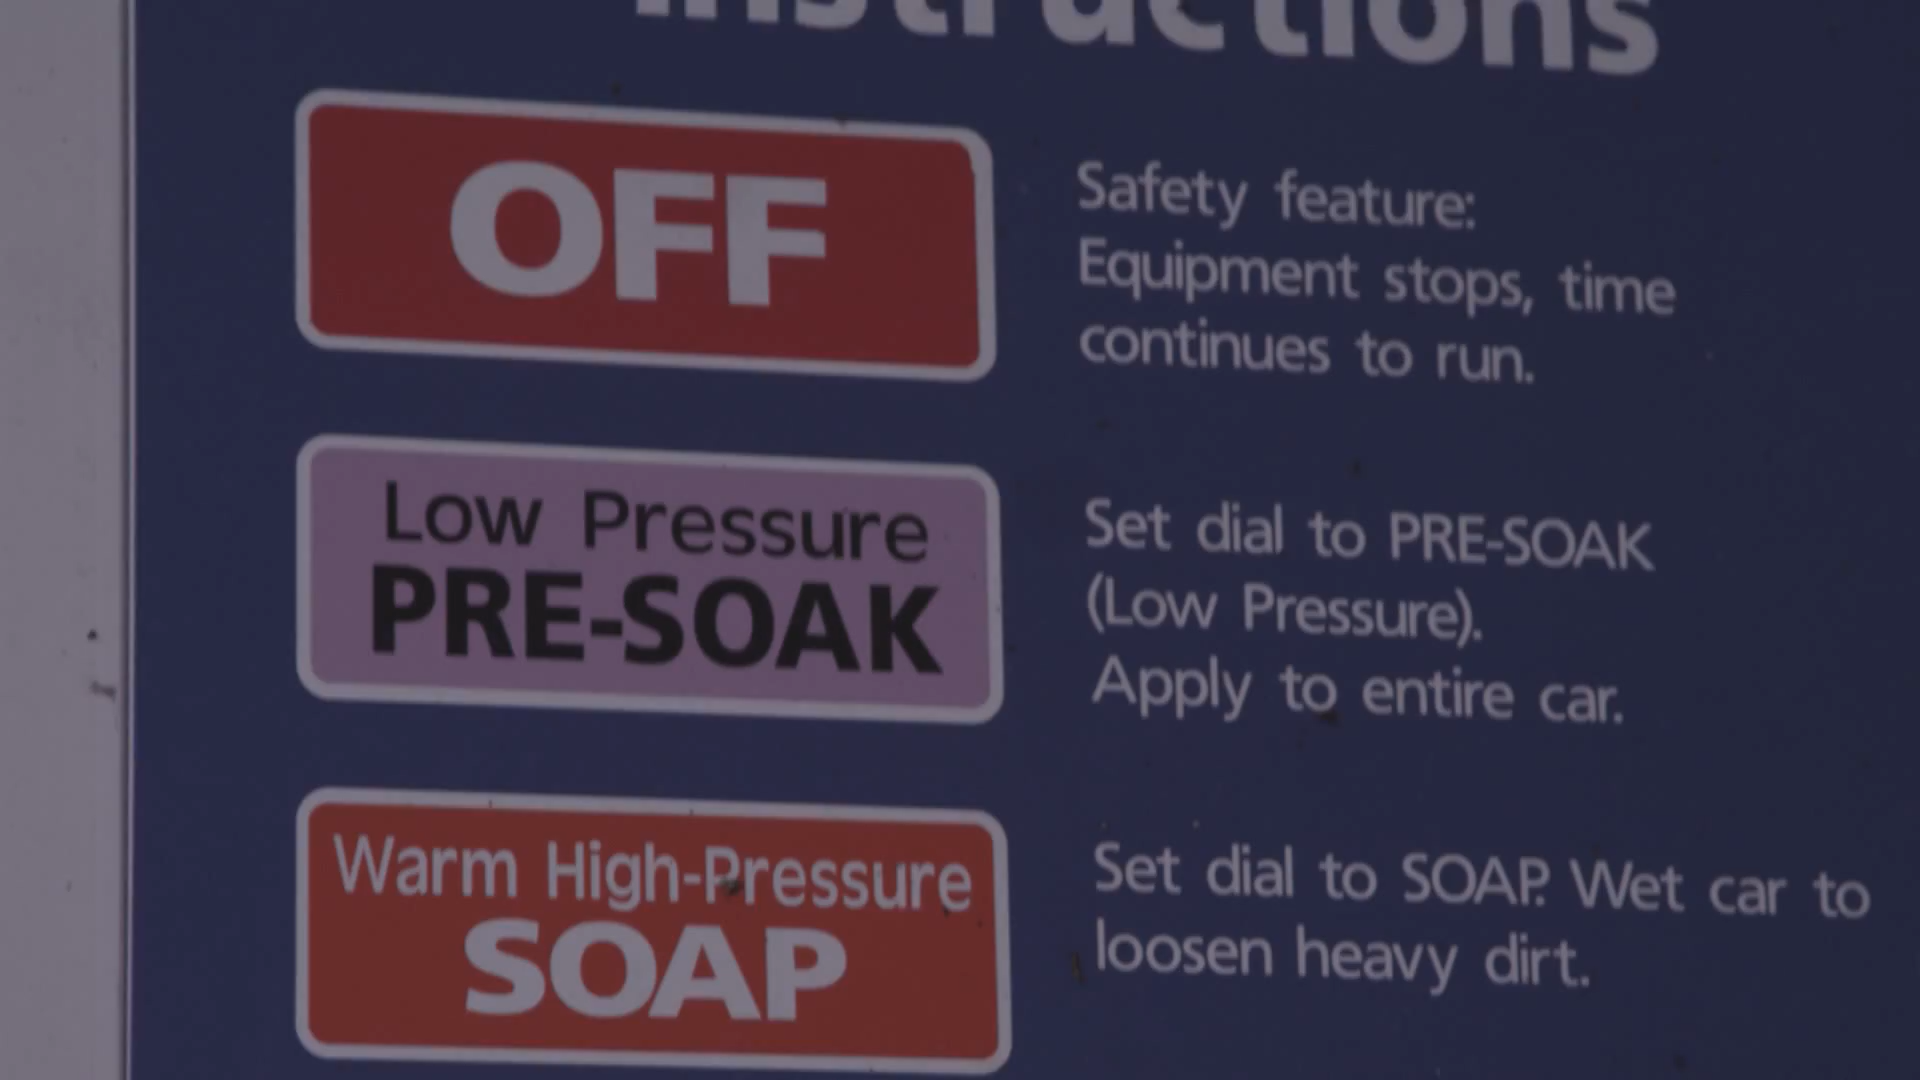 Instructions
OFF
Safety feature:
Equipment stops, time
continues to run.
Low Pressure
PRE-SOAK
Set dial to PRE-SOAK
(Low Pressure).
Apply to entire car.
Warm High-Pressure
SOAP
Set dial to SOAP. Wet car to
loosen heavy dirt.